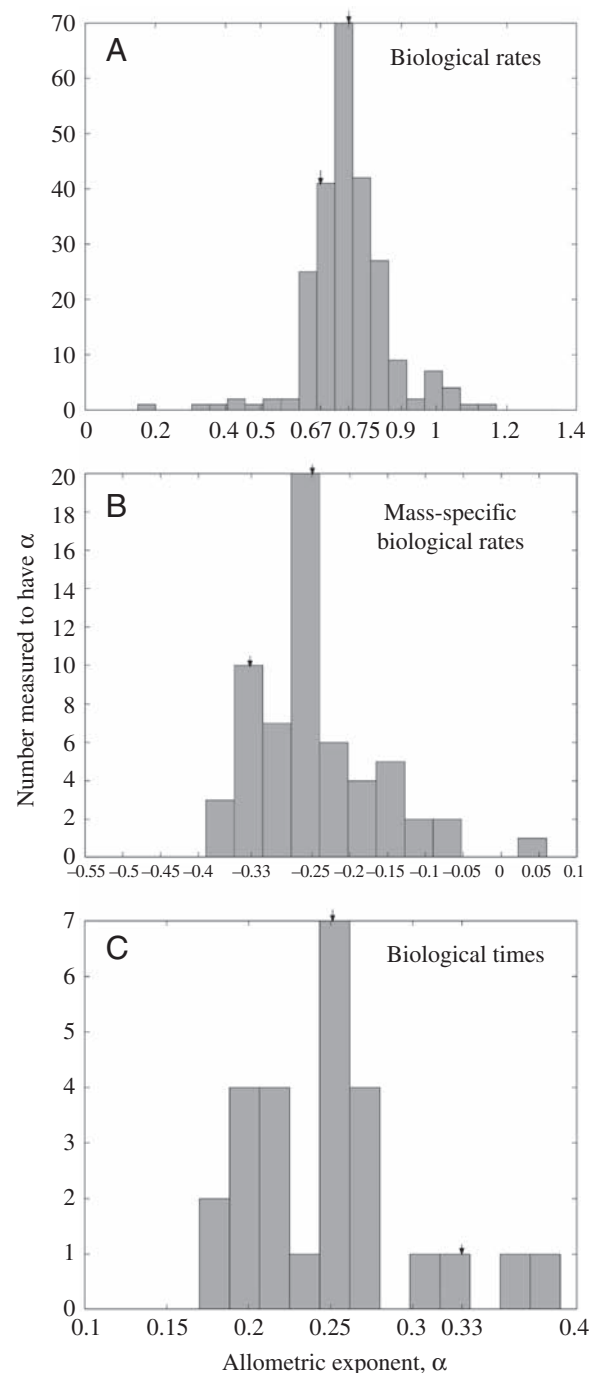 A
Biological rates
70
60
50
40
30
20
10
0
0 0.2 0.4 0.5 0.67 0.75 0.9 1 1.2 1.4
B
Mass-specific
biological rates
20
18
16
14
12
10
8
6
4
2
0
–0.55 –0.5 –0.45 –0.4 –0.33 –0.25 –0.2 –0.15 –0.1 –0.05 0 0.05 0.1
Number measured to have α
C
Biological times
7
6
5
4
3
2
1
0
0.1 0.15 0.2 0.25 0.3 0.33 0.4
Allometric exponent, α